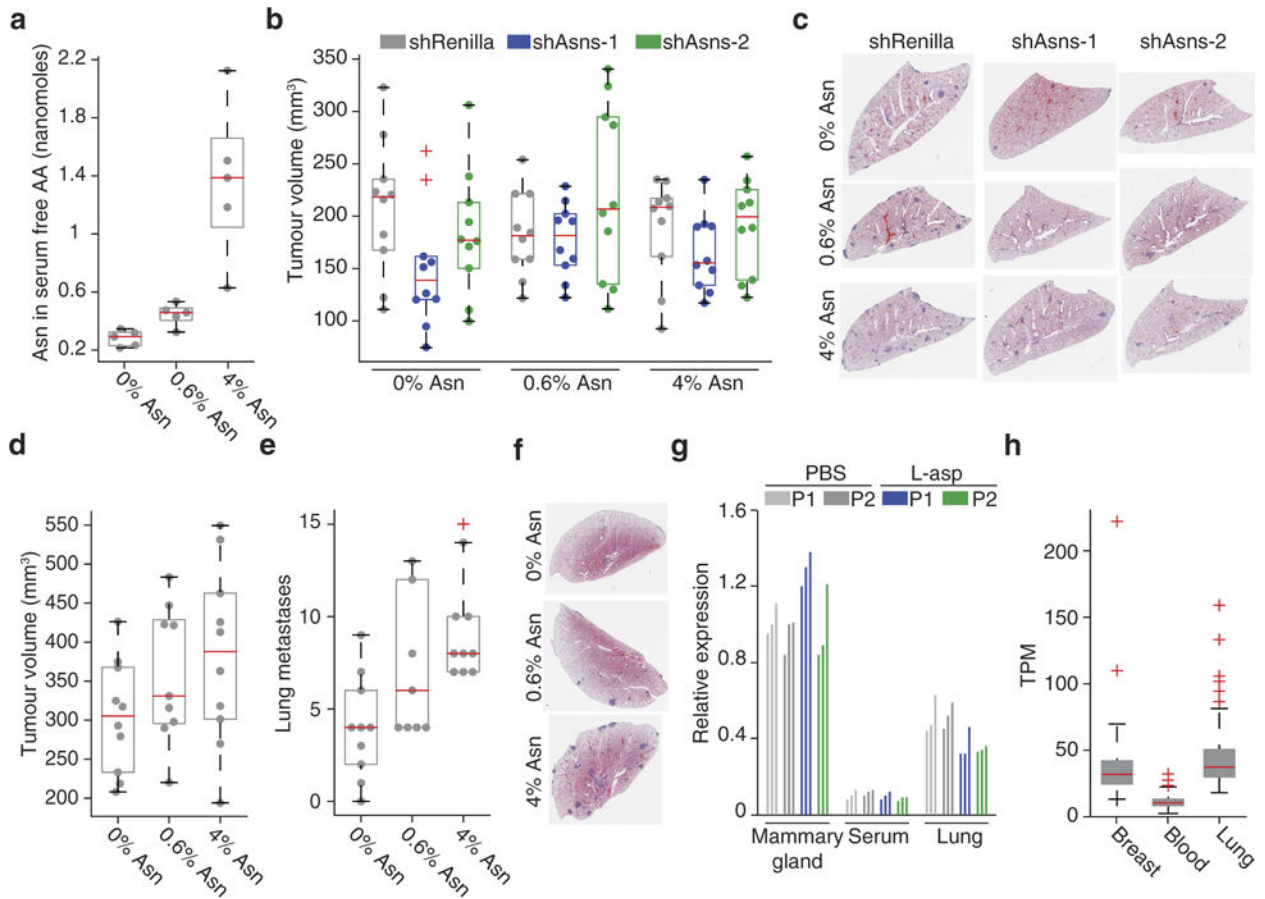 a
Asn in serum free AA (nanomoles)
2.2
1.8
1.4
1
0.6
0.2
0% Asn
0.6% Asn
4% Asn
b
shRenilla shAsns-1 shAsns-2
Tumour volume (mm³)
350
300
250
200
150
100
0% Asn 0.6% Asn 4% Asn
c
shRenilla shAsns-1 shAsns-2
0% Asn
0.6% Asn
4% Asn
d
Tumour volume (mm³)
550
500
450
400
350
300
250
200
0% Asn
0.6% Asn
4% Asn
e
Lung metastases
15
10
5
0
0% Asn
0.6% Asn
4% Asn
f
0% Asn
0.6% Asn
4% Asn
g
PBS L-asp
P1 P2 P1 P2
Relative expression
1.6
1.2
0.8
0.4
0
Mammary gland
Serum
Lung
h
TPM
200
150
100
50
0
Breast
Blood
Lung